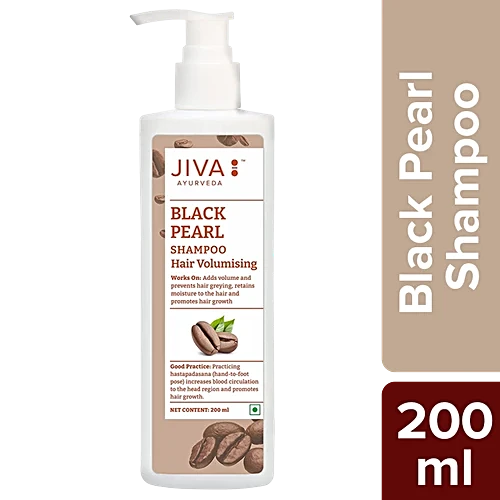 JIVA™
AYURVEDA
BLACK
PEARL
SHAMPOO
Hair Volumising
Works On: Adds volume and
prevents hair greying, retains
moisture to the hair and
promotes hair growth
Good Practice: Practicing
hastapadasana (hand-to-foot
pose) increases blood circulation
to the head region and promotes
hair growth.
NET CONTENT: 200 ml
Black Pearl
Shampoo
200
ml